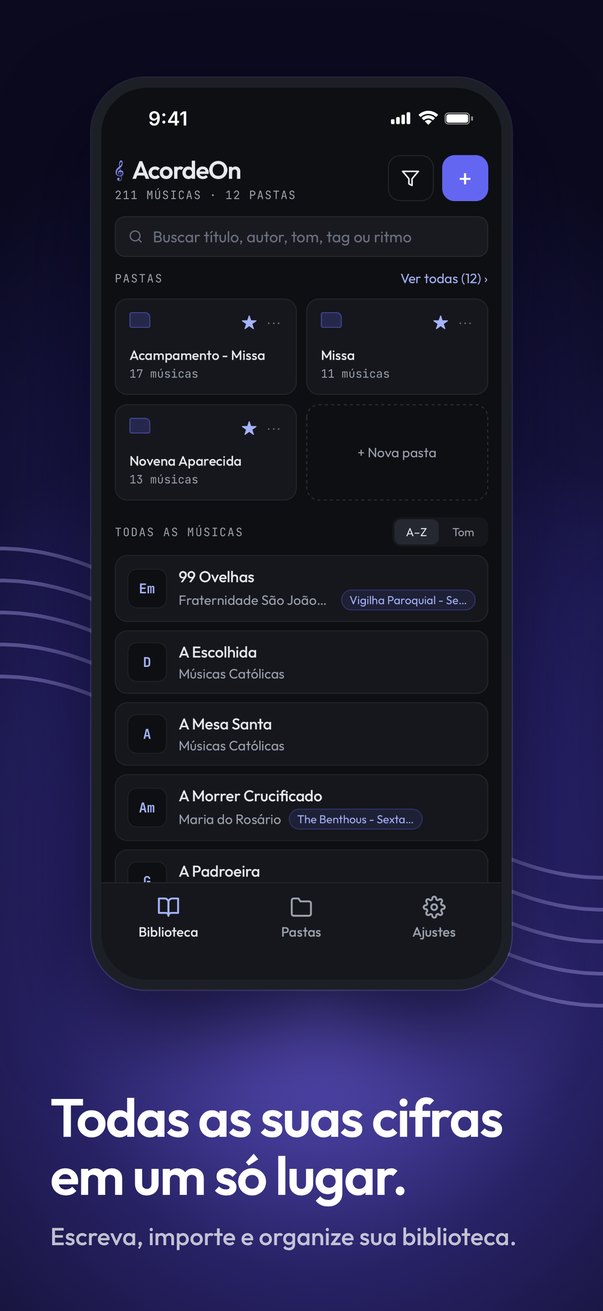 9:41
AcordeOn
211 MÚSICAS · 12 PASTAS
+
Buscar título, autor, tom, tag ou ritmo
PASTAS
Ver todas (12) ›
Acampamento - Missa
17 músicas
Missa
11 músicas
Novena Aparecida
13 músicas
+ Nova pasta
TODAS AS MÚSICAS
A–Z
Tom
Em
99 Ovelhas
Fraternidade São João...
Vigilha Paroquial - Se...
D
A Escolhida
Músicas Católicas
A
A Mesa Santa
Músicas Católicas
Am
A Morrer Crucificado
Maria do Rosário
The Benthous - Sexta...
A Padroeira
Biblioteca
Pastas
Ajustes
Todas as suas cifras
em um só lugar.
Escreva, importe e organize sua biblioteca.